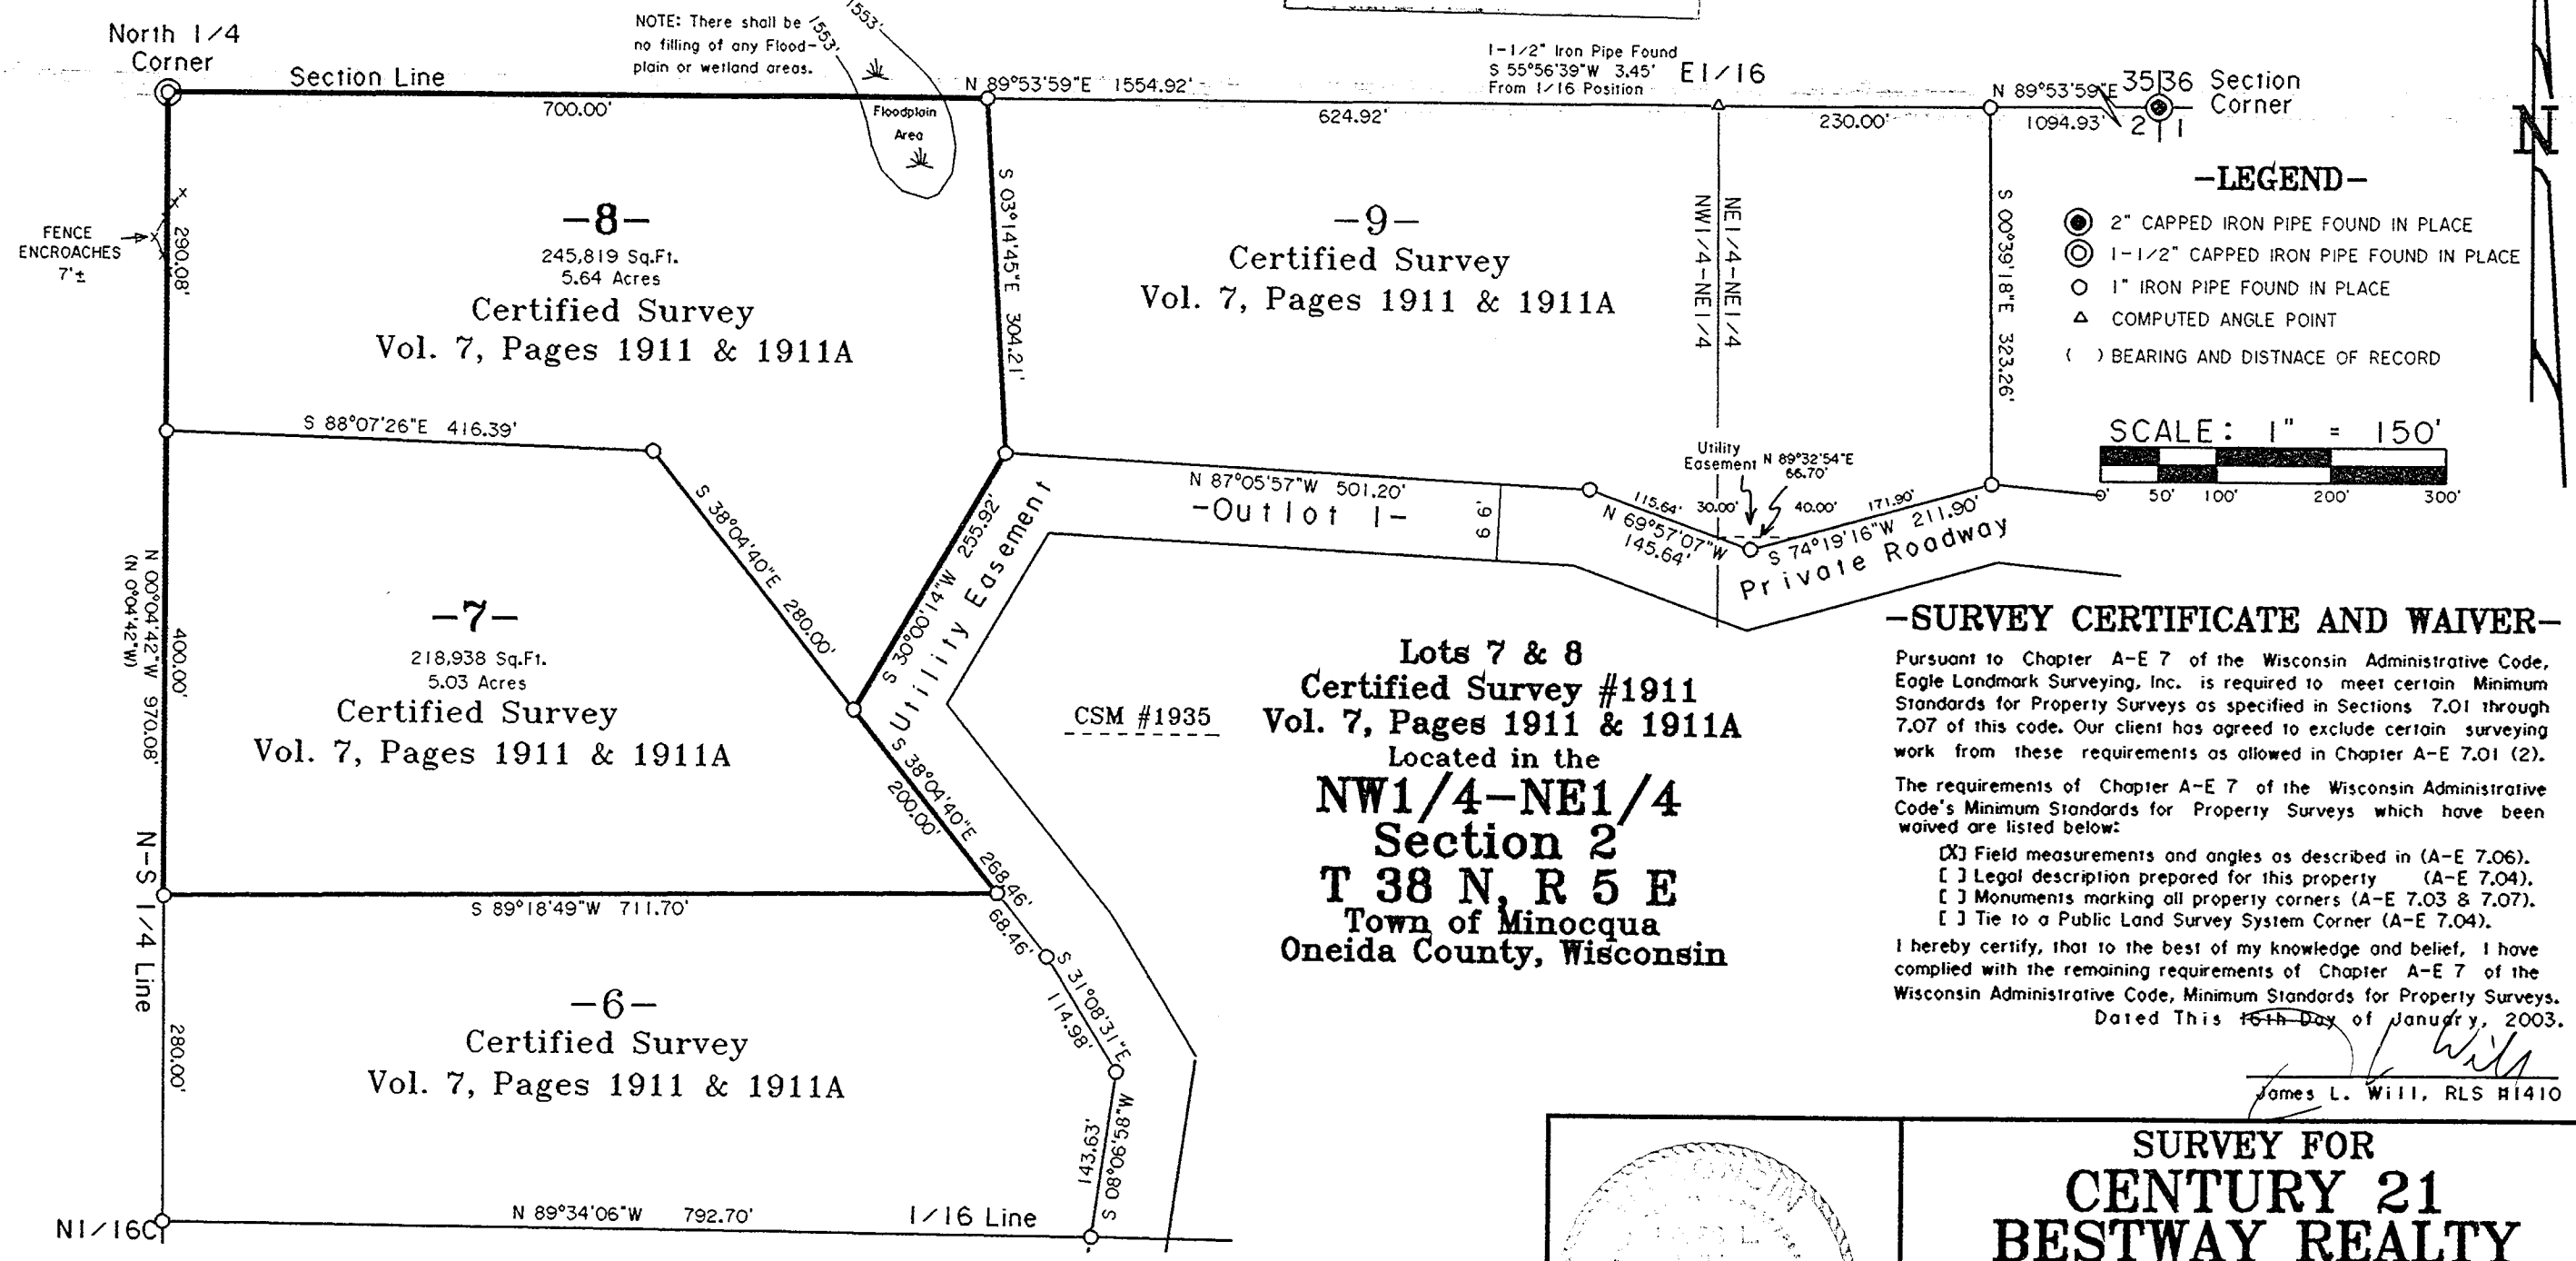 North 1/4
Corner
Section Line
700.00'
NOTE: There shall be
no filling of any Flood-
plain or wetland areas.
1553'
1553'
Floodplain
Area
N 89°53'59"E 1554.92'
1-1/2" Iron Pipe Found
S 55°56'39"W 3.45'
From 1/16 Position
E1/16
624.92'
230.00'
N 89°53'59"E
1094.93'
35 36
2 1
Section
Corner
N
FENCE
ENCROACHES
7'±
290.08'
-8-
245,819 Sq.Ft.
5.64 Acres
Certified Survey
Vol. 7, Pages 1911 & 1911A
S 03°14'45"E 304.21'
-9-
Certified Survey
Vol. 7, Pages 1911 & 1911A
NW1/4-NE1/4
NE1/4-NE1/4
S 00°39'18"E 323.26'
-LEGEND-
2" CAPPED IRON PIPE FOUND IN PLACE
1-1/2" CAPPED IRON PIPE FOUND IN PLACE
1" IRON PIPE FOUND IN PLACE
COMPUTED ANGLE POINT
( ) BEARING AND DISTNACE OF RECORD
SCALE: 1" = 150'
0' 50' 100' 200' 300'
S 88°07'26"E 416.39'
S 38°04'40"E 280.00'
S 30°00'14"W 255.92'
Utility Easement
N 87°05'57"W 501.20'
-Outlot 1-
66'
Utility
Easement
N 89°32'54"E
66.70'
115.64' 30.00'
N 69°57'07"W
145.64'
40.00' 171.90'
S 74°19'16"W 211.90'
Private Roadway
N 00°04'42"W 970.08'
(N 0°04'42"W)
400.00'
-7-
218,938 Sq.Ft.
5.03 Acres
Certified Survey
Vol. 7, Pages 1911 & 1911A
S 38°04'40"E 268.46'
200.00'
68.46'
CSM #1935
Lots 7 & 8
Certified Survey #1911
Vol. 7, Pages 1911 & 1911A
Located in the
NW1/4-NE1/4
Section 2
T 38 N, R 5 E
Town of Minocqua
Oneida County, Wisconsin
-SURVEY CERTIFICATE AND WAIVER-
Pursuant to Chapter A-E 7 of the Wisconsin Administrative Code,
Eagle Landmark Surveying, Inc. is required to meet certain Minimum
Standards for Property Surveys as specified in Sections 7.01 through
7.07 of this code. Our client has agreed to exclude certain surveying
work from these requirements as allowed in Chapter A-E 7.01 (2).
The requirements of Chapter A-E 7 of the Wisconsin Administrative
Code's Minimum Standards for Property Surveys which have been
waived are listed below:
[X] Field measurements and angles as described in (A-E 7.06).
[ ] Legal description prepared for this property (A-E 7.04).
[ ] Monuments marking all property corners (A-E 7.03 & 7.07).
[ ] Tie to a Public Land Survey System Corner (A-E 7.04).
I hereby certify, that to the best of my knowledge and belief, I have
complied with the remaining requirements of Chapter A-E 7 of the
Wisconsin Administrative Code, Minimum Standards for Property Surveys.
Dated This 16th Day of January, 2003.
Will
James L. Will, RLS #1410
N-S 1/4 Line
S 89°18'49"W 711.70'
S 31°08'31"E
114.98'
-6-
Certified Survey
Vol. 7, Pages 1911 & 1911A
280.00'
143.63'
S 08°06'58"W
N1/16C
N 89°34'06"W 792.70'
1/16 Line
SURVEY FOR
CENTURY 21
BESTWAY REALTY